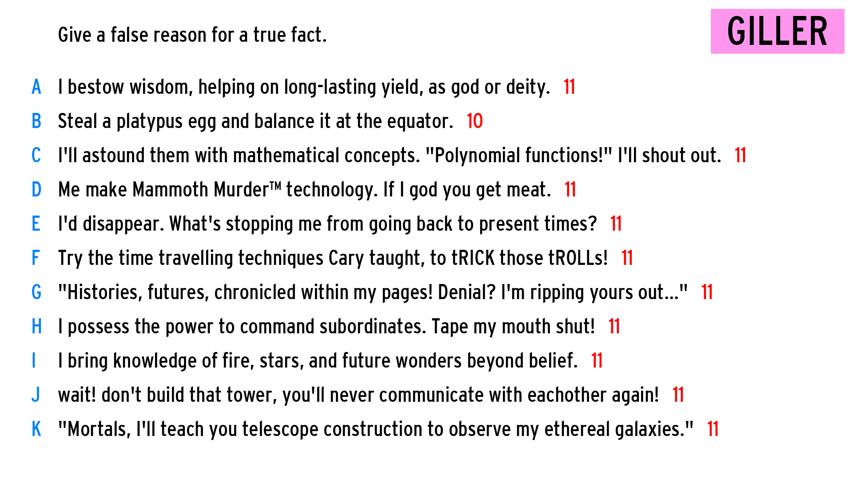 Give a false reason for a true fact.
GILLER
A I bestow wisdom, helping on long-lasting yield, as god or deity. 11
B Steal a platypus egg and balance it at the equator. 10
C I'll astound them with mathematical concepts. "Polynomial functions!" I'll shout out. 11
D Me make Mammoth Murder™ technology. If I god you get meat. 11
E I'd disappear. What's stopping me from going back to present times? 11
F Try the time travelling techniques Cary taught, to tRICK those tROLLs! 11
G "Histories, futures, chronicled within my pages! Denial? I'm ripping yours out..." 11
H I possess the power to command subordinates. Tape my mouth shut! 11
I I bring knowledge of fire, stars, and future wonders beyond belief. 11
J wait! don't build that tower, you'll never communicate with eachother again! 11
K "Mortals, I'll teach you telescope construction to observe my ethereal galaxies." 11